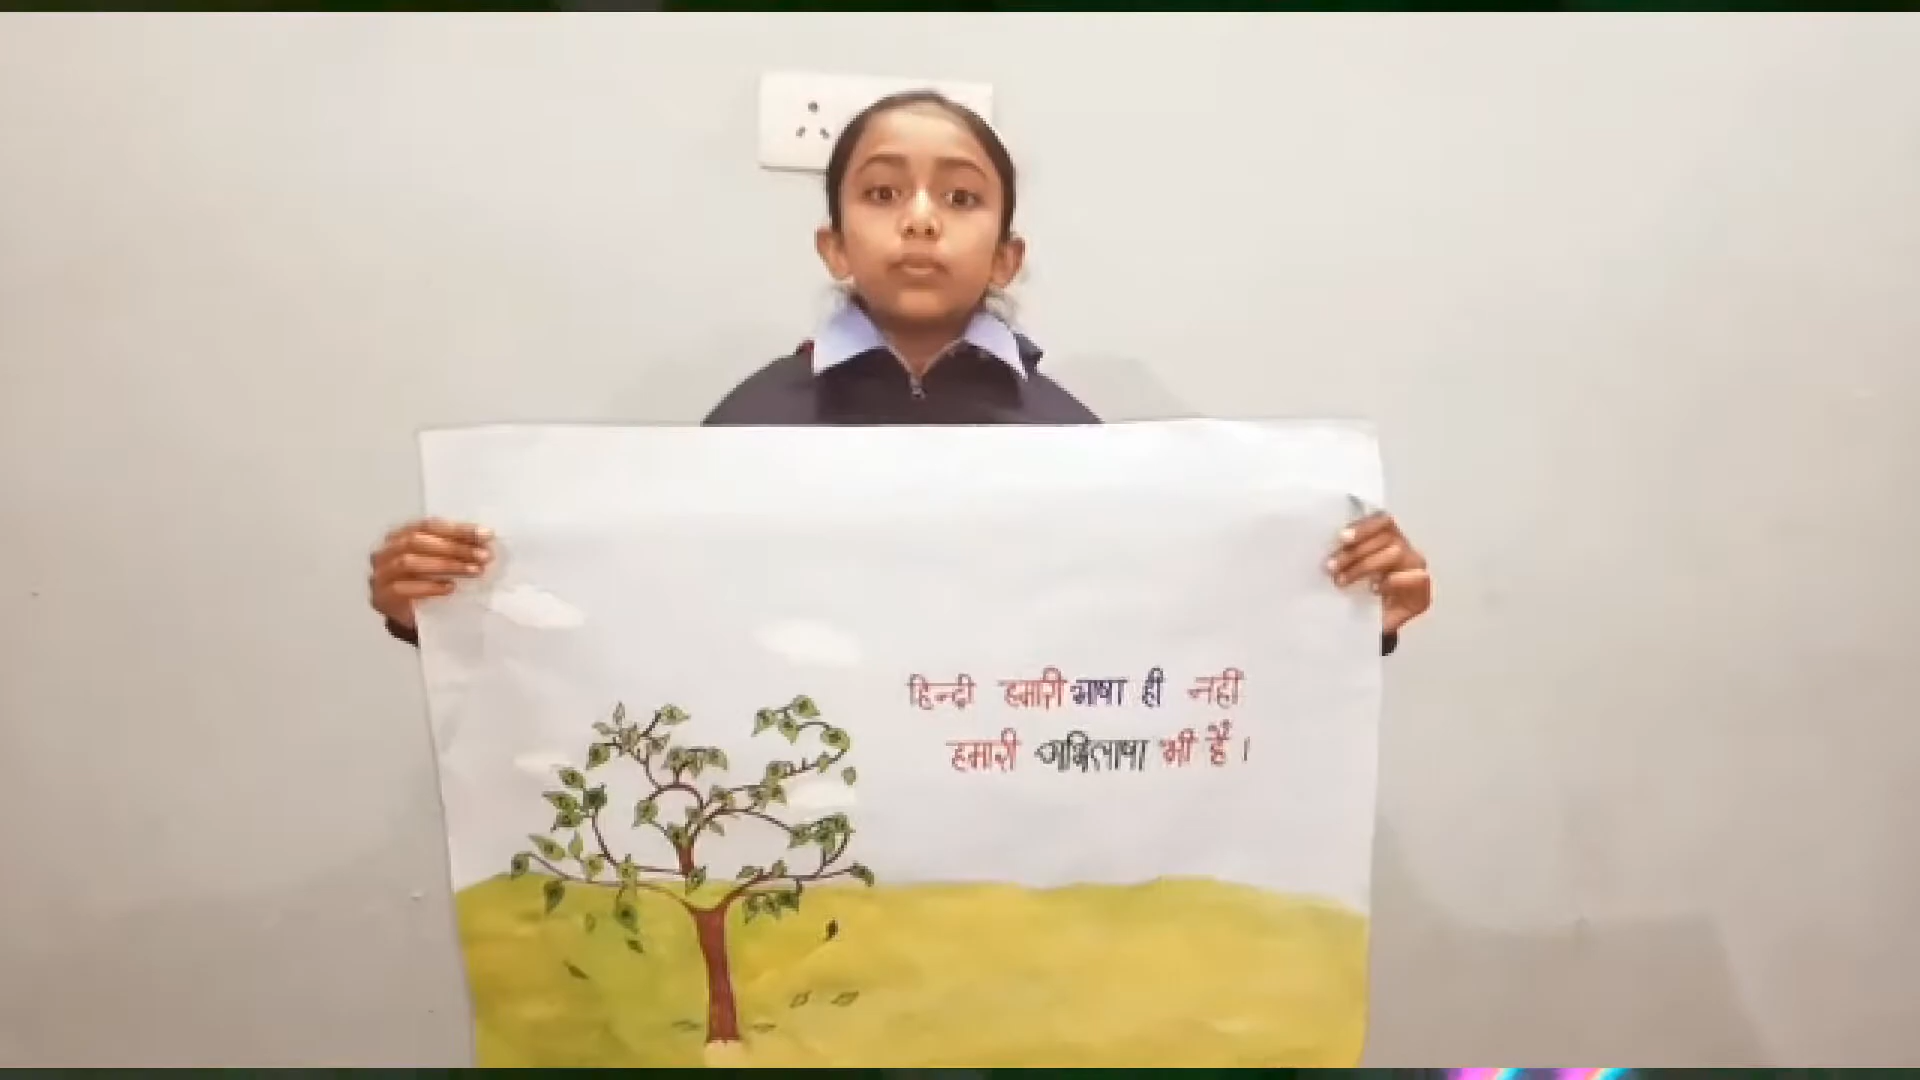 हिन्दी हमारी भाषा ही नहीं
हमारी अभिलाषा भी है।